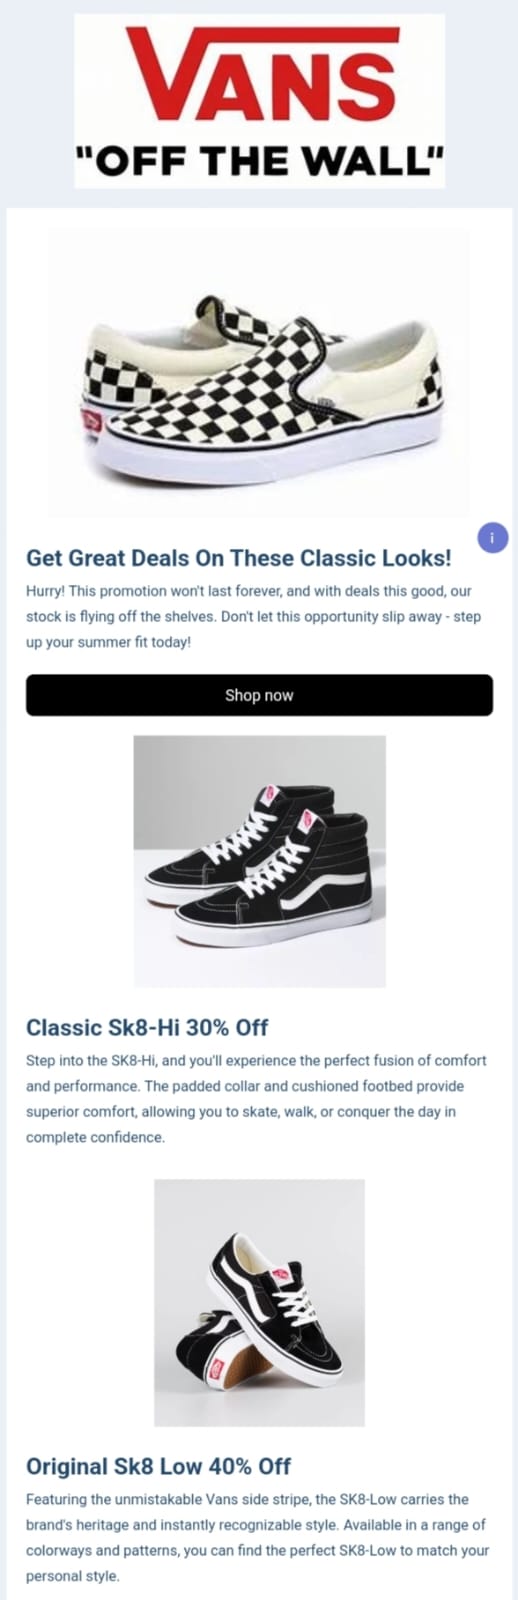 VANS
"OFF THE WALL"
i
Get Great Deals On These Classic Looks!
Hurry! This promotion won't last forever, and with deals this good, our
stock is flying off the shelves. Don't let this opportunity slip away - step
up your summer fit today!
Shop now
Classic Sk8-Hi 30% Off
Step into the SK8-Hi, and you'll experience the perfect fusion of comfort
and performance. The padded collar and cushioned footbed provide
superior comfort, allowing you to skate, walk, or conquer the day in
complete confidence.
Original Sk8 Low 40% Off
Featuring the unmistakable Vans side stripe, the SK8-Low carries the
brand's heritage and instantly recognizable style. Available in a range of
colorways and patterns, you can find the perfect SK8-Low to match your
personal style.